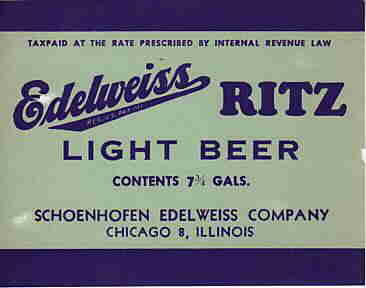 TAXPAID AT THE RATE PRESCRIBED BY INTERNAL REVENUE LAW
Edelweiss RITZ
LIGHT BEER
CONTENTS 7¾ GALS.
SCHOENHOFEN EDELWEISS COMPANY
CHICAGO 8, ILLINOIS